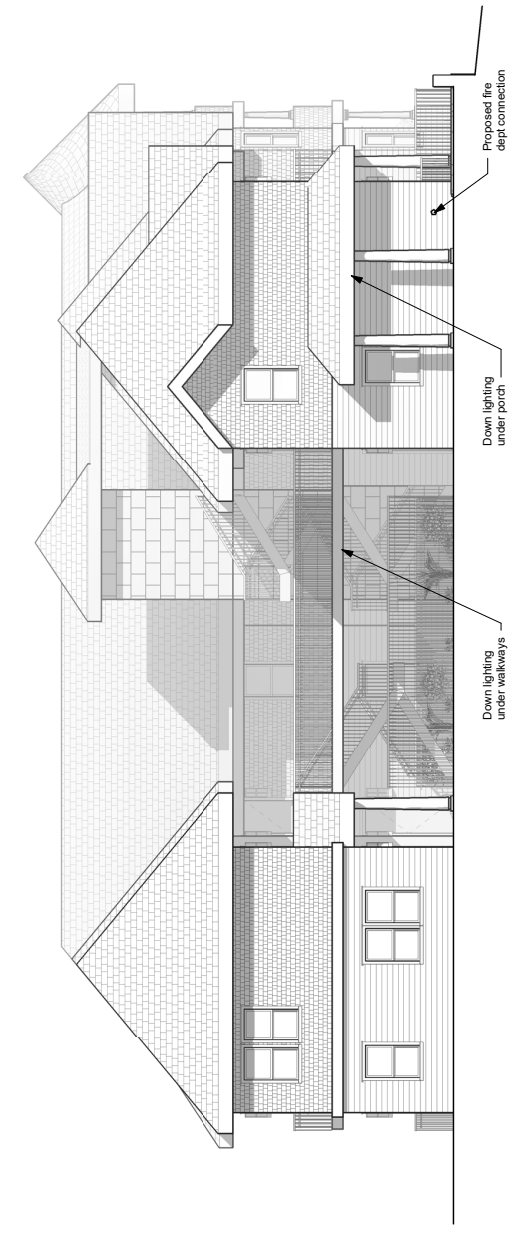 Down lighting
under walkways
Down lighting
under porch
Proposed fire
dept connection